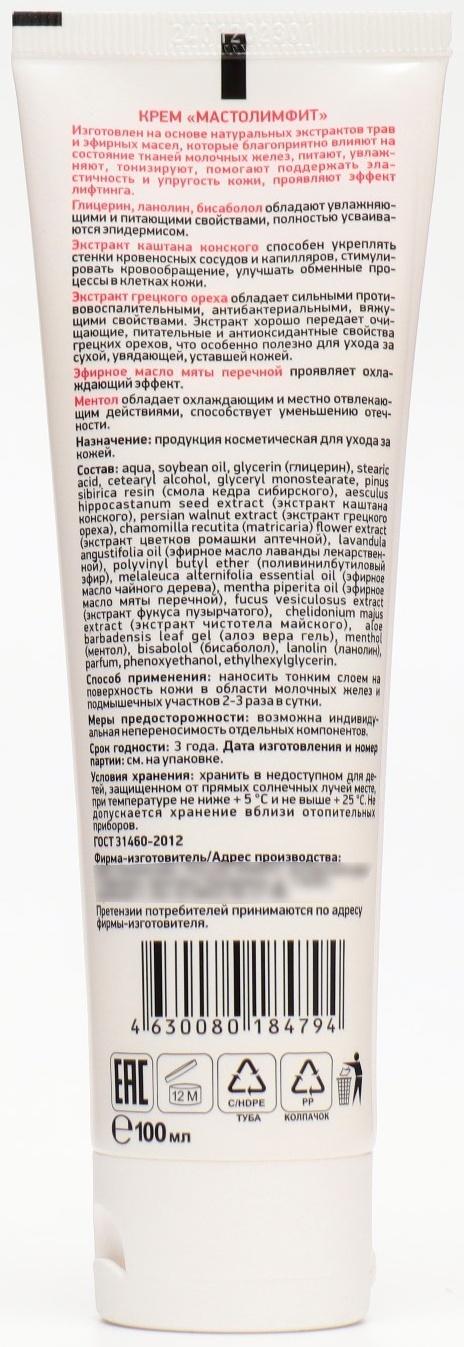 КРЕМ «МАСТОЛИМФИТ»
Изготовлен на основе натуральных экстрактов трав
и эфирных масел, которые благоприятно влияют на
состояние тканей молочных желез, питают, увлаж-
няют, тонизируют, помогают поддержать эла-
стичность и упругость кожи, проявляют эффект
лифтинга.
Глицерин, ланолин, бисаболол обладают увлажняю-
щими и питающими свойствами, полностью усваива-
ются эпидермисом.
Экстракт каштана конского способен укреплять
стенки кровеносных сосудов и капилляров, стимули-
ровать кровообращение, улучшать обменные про-
цессы в клетках кожи.
Экстракт грецкого ореха обладает сильными проти-
вовоспалительными, антибактериальными, вяжу-
щими свойствами. Экстракт хорошо передает очи-
щающие, питательные и антиоксидантные свойства
грецких орехов, что особенно полезно для ухода за
сухой, увядающей, уставшей кожей.
Эфирное масло мяты перечной проявляет охла-
ждающий эффект.
Ментол обладает охлаждающим и местно отвлекаю-
щим действиями, способствует уменьшению отеч-
ности.
Назначение: продукция косметическая для ухода за
кожей.
Состав: aqua, soybean oil, glycerin (глицерин), stearic
acid, cetearyl alcohol, glyceryl monostearate, pinus
sibirica resin (смола кедра сибирского), aesculus
hippocastanum seed extract (экстракт каштана
конского), persian walnut extract (экстракт грецкого
ореха), chamomilla recutita (matricaria) flower extract
(экстракт цветков ромашки аптечной), lavandula
angustifolia oil (эфирное масло лаванды лекарствен-
ной), polyvinyl butyl ether (поливинилбутиловый
эфир), melaleuca alternifolia essential oil (эфирное
масло чайного дерева), mentha piperita oil (эфирное
масло мяты перечной), fucus vesiculosus extract
(экстракт фукуса пузырчатого), chelidonium majus
extract (экстракт чистотела майского), aloe
barbadensis leaf gel (алоэ вера гель), menthol
(ментол), bisabolol (бисаболол), lanolin (ланолин),
parfum, phenoxyethanol, ethylhexylglycerin.
Способ применения: наносить тонким слоем на
поверхность кожи в области молочных желез и
подмышечных участков 2-3 раза в сутки.
Меры предосторожности: возможна индивиду-
альная непереносимость отдельных компонентов.
Срок годности: 3 года. Дата изготовления и номер
партии: см. на упаковке.
Условия хранения: хранить в недоступном для де-
тей, защищенном от прямых солнечных лучей месте,
при температуре не ниже + 5 °C и не выше + 25 °C. Не
допускается хранение вблизи отопительных
приборов.
ГОСТ 31460-2012
Фирма-изготовитель/Адрес производства:
Претензии потребителей принимаются по адресу
фирмы-изготовителя.
4 630080 184794
EAC 12 M C/HDPE PP
ТУБА КОЛПАЧОК
℮ 100 мл